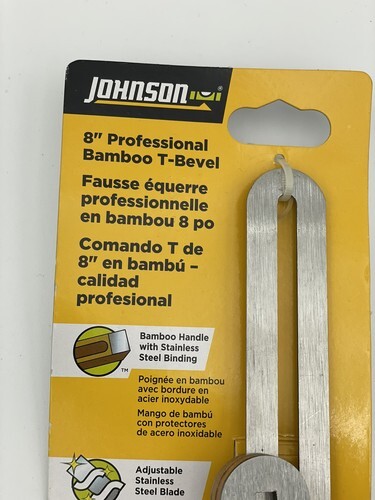 JOHNSON®
8" Professional
Bamboo T-Bevel
Fausse équerre
professionnelle
en bambou 8 po
Comando T de
8" en bambú –
calidad
profesional
Bamboo Handle
with Stainless
Steel Binding
™
Poignée en bambou
avec bordure en
acier inoxydable
Mango de bambú
con protectores
de acero inoxidable
Adjustable
Stainless
Steel Blade